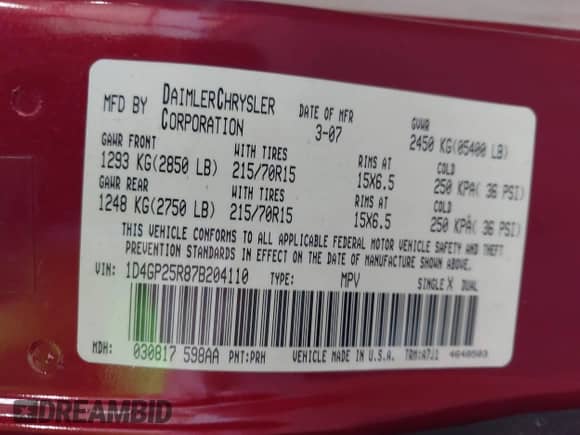 MFD BY DAIMLERCHRYSLER CORPORATION
DATE OF MFR 3-07
GVWR 2450 KG(05400 LB)
GAWR FRONT WITH TIRES RIMS AT COLD
1293 KG(2850 LB) 215/70R15 15X6.5 250 KPA( 36 PSI)
GAWR REAR WITH TIRES RIMS AT COLD
1248 KG(2750 LB) 215/70R15 15X6.5 250 KPA( 36 PSI)
THIS VEHICLE CONFORMS TO ALL APPLICABLE FEDERAL MOTOR VEHICLE SAFETY AND THEFT
PREVENTION STANDARDS IN EFFECT ON THE DATE OF MANUFACTURE SHOWN ABOVE.
VIN: 1D4GP25R87B204110 TYPE: MPV SINGLE X DUAL
MDH: 030817 598AA PNT:PRH VEHICLE MADE IN U.S.A. TRM:A7J1 4648503
DREAMBID